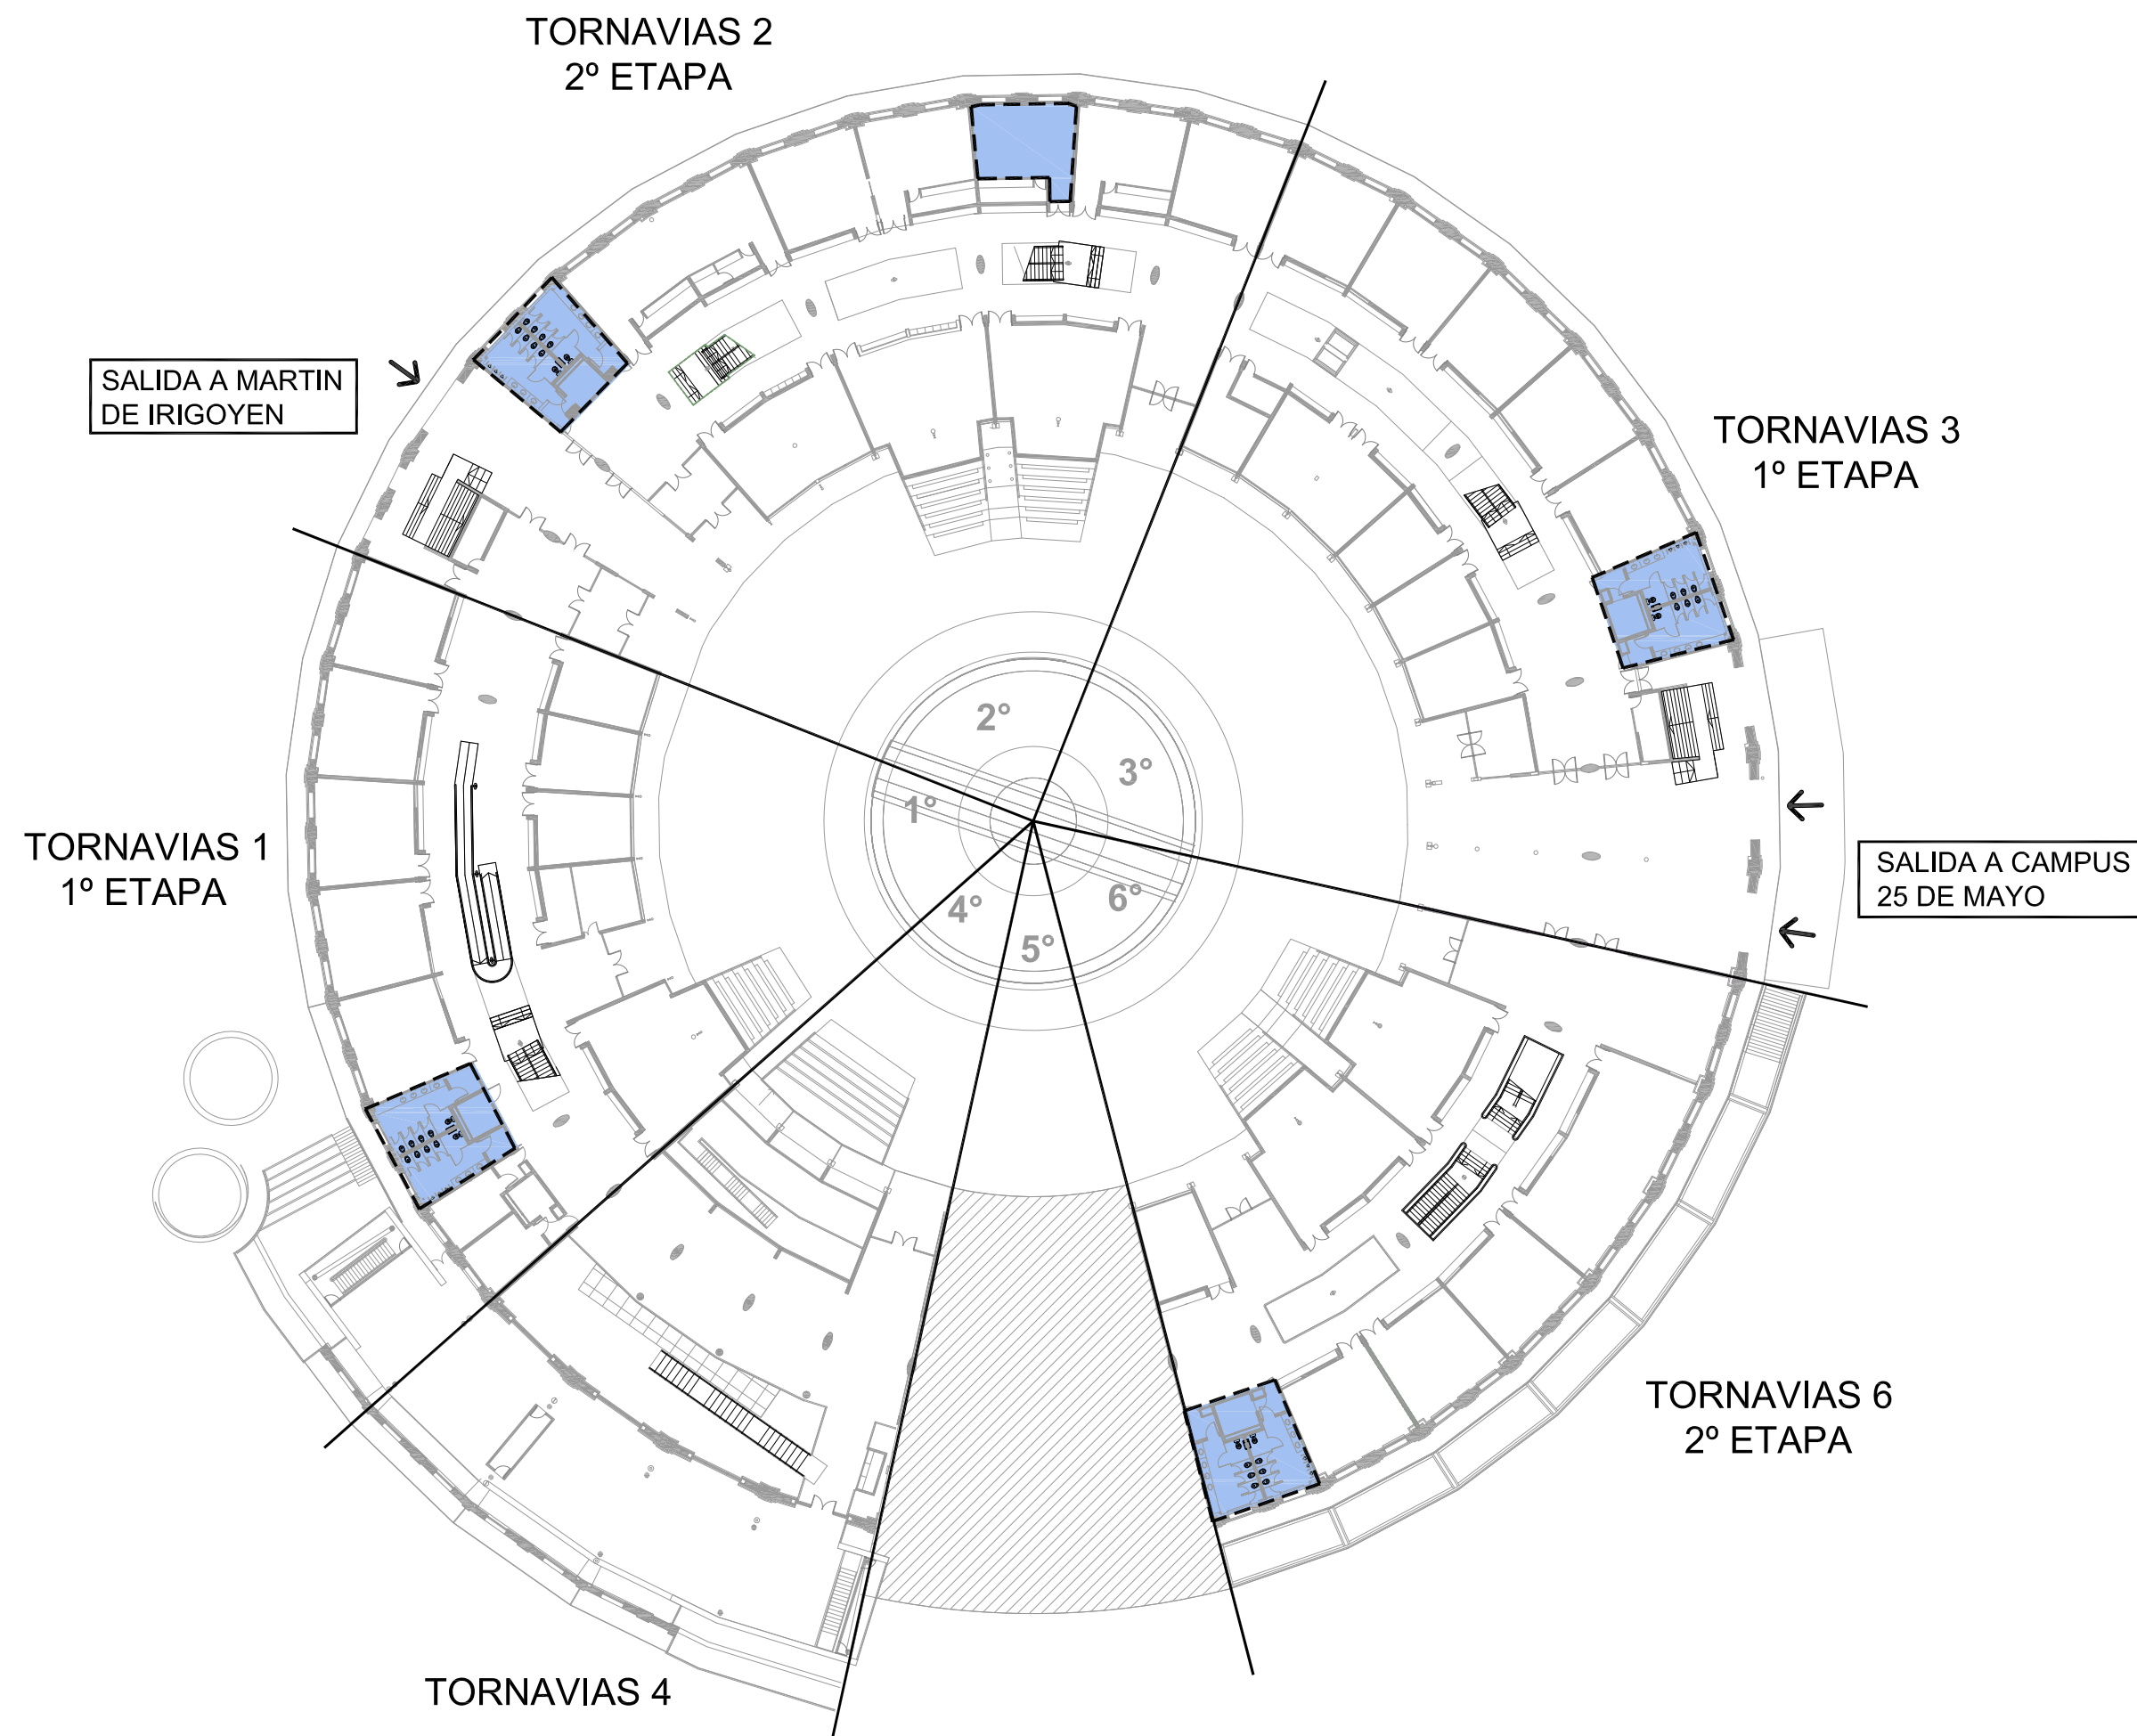 TORNAVIAS 2
2º ETAPA
SALIDA A MARTIN
DE IRIGOYEN
TORNAVIAS 3
1º ETAPA
2°
3°
1°
TORNAVIAS 1
1º ETAPA
SALIDA A CAMPUS
25 DE MAYO
4°
6°
5°
TORNAVIAS 6
2º ETAPA
TORNAVIAS 4